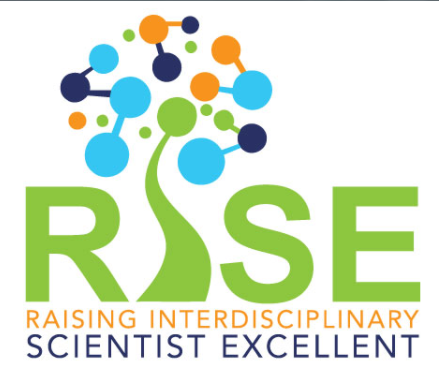 RISE
RAISING INTERDISCIPLINARY
SCIENTIST EXCELLENT